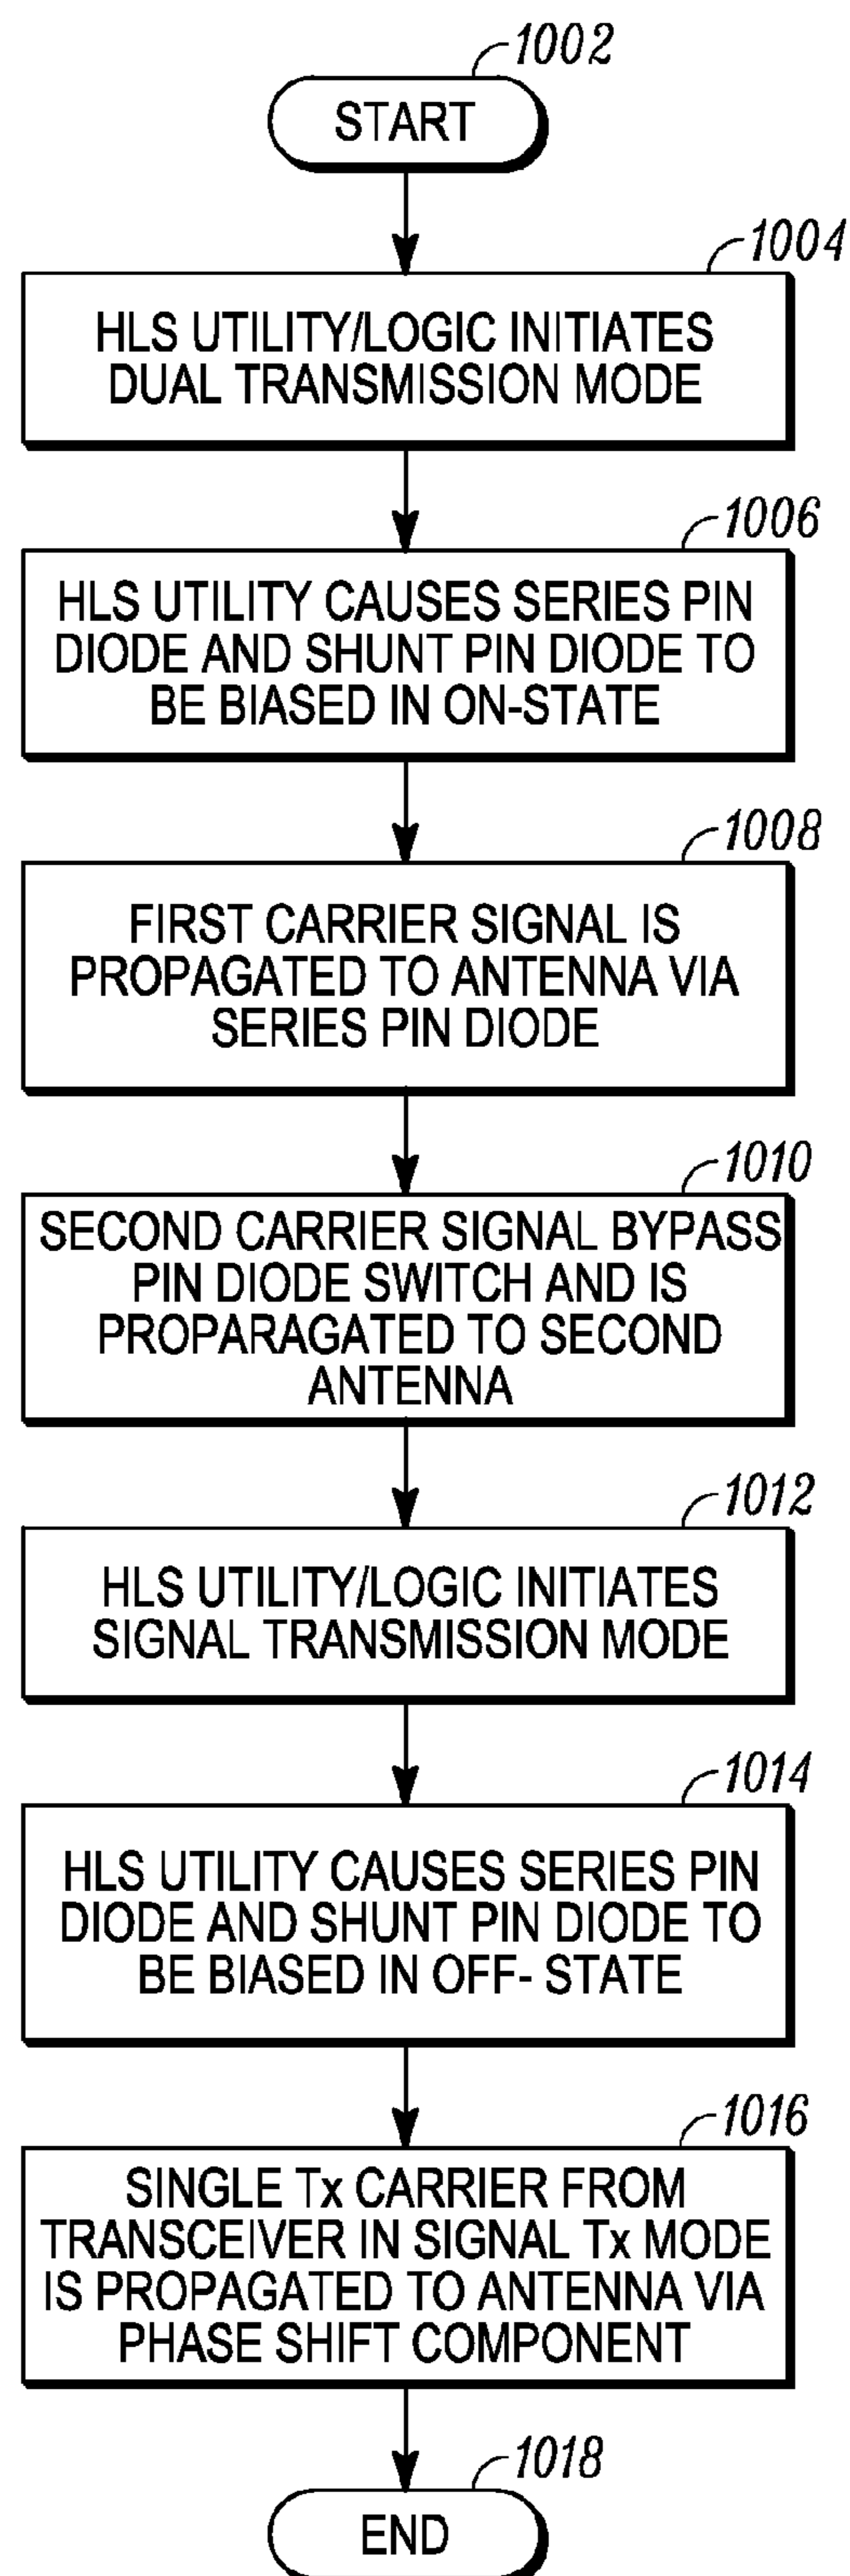 1002
START
1004
HLS UTILITY/LOGIC INITIATES
DUAL TRANSMISSION MODE
1006
HLS UTILITY CAUSES SERIES PIN
DIODE AND SHUNT PIN DIODE TO
BE BIASED IN ON-STATE
1008
FIRST CARRIER SIGNAL IS
PROPAGATED TO ANTENNA VIA
SERIES PIN DIODE
1010
SECOND CARRIER SIGNAL BYPASS
PIN DIODE SWITCH AND IS
PROPARAGATED TO SECOND
ANTENNA
1012
HLS UTILITY/LOGIC INITIATES
SIGNAL TRANSMISSION MODE
1014
HLS UTILITY CAUSES SERIES PIN
DIODE AND SHUNT PIN DIODE TO
BE BIASED IN OFF- STATE
1016
SINGLE Tx CARRIER FROM
TRANSCEIVER IN SIGNAL Tx MODE
IS PROPAGATED TO ANTENNA VIA
PHASE SHIFT COMPONENT
1018
END